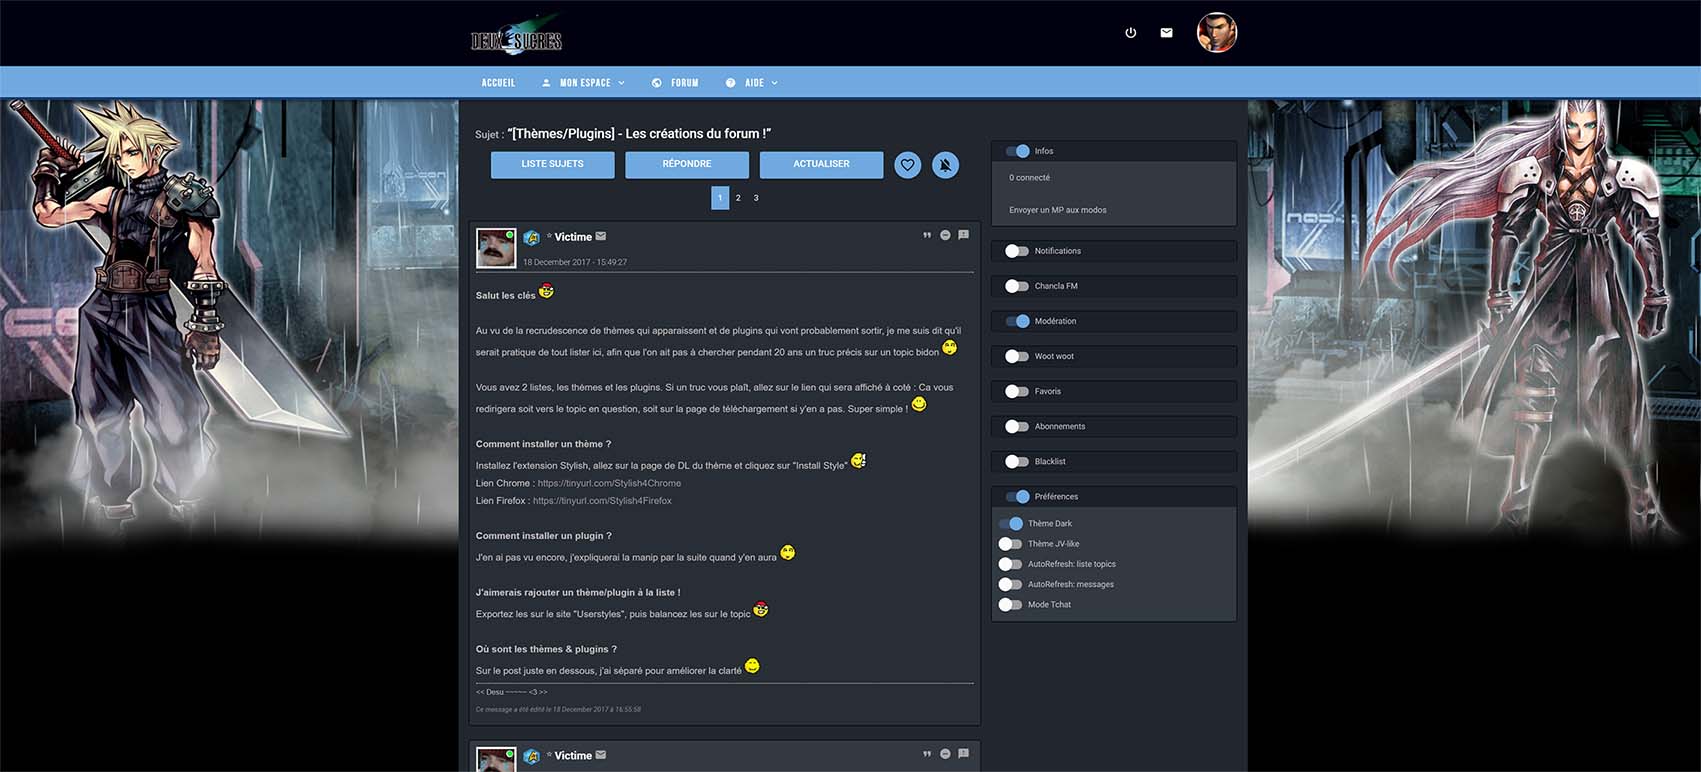 DEUX SUCRES
ACCUEIL
MON ESPACE
FORUM
AIDE
Sujet : “[Thèmes/Plugins] - Les créations du forum !”
LISTE SUJETS
RÉPONDRE
ACTUALISER
1 2 3
Victime
18 December 2017 - 15:49:27
Salut les clés
Au vu de la recrudescence de thèmes qui apparaissent et de plugins qui vont probablement sortir, je me suis dit qu'il
serait pratique de tout lister ici, afin que l'on ait pas à chercher pendant 20 ans un truc précis sur un topic bidon
Vous avez 2 listes, les thèmes et les plugins. Si un truc vous plaît, allez sur le lien qui sera affiché à coté : Ca vous
redirigera soit vers le topic en question, soit sur la page de téléchargement si y'en a pas. Super simple !
Comment installer un thème ?
Installez l'extension Stylish, allez sur la page de DL du thème et cliquez sur "Install Style"
Lien Chrome : https://tinyurl.com/Stylish4Chrome
Lien Firefox : https://tinyurl.com/Stylish4Firefox
Comment installer un plugin ?
J'en ai pas vu encore, j'expliquerai la manip par la suite quand y'en aura
J'aimerais rajouter un thème/plugin à la liste !
Exportez les sur le site "Userstyles", puis balancez les sur le topic
Où sont les thèmes & plugins ?
Sur le post juste en dessous, j'ai séparé pour améliorer la clarté
<< Desu ~~~~~ <3 >>
Ce message a été édité le 18 December 2017 à 16:55:58
Victime
Infos
0 connecté
Envoyer un MP aux modos
Notifications
Chancla FM
Modération
Woot woot
Favoris
Abonnements
Blacklist
Préférences
Thème Dark
Thème JV-like
AutoRefresh: liste topics
AutoRefresh: messages
Mode Tchat